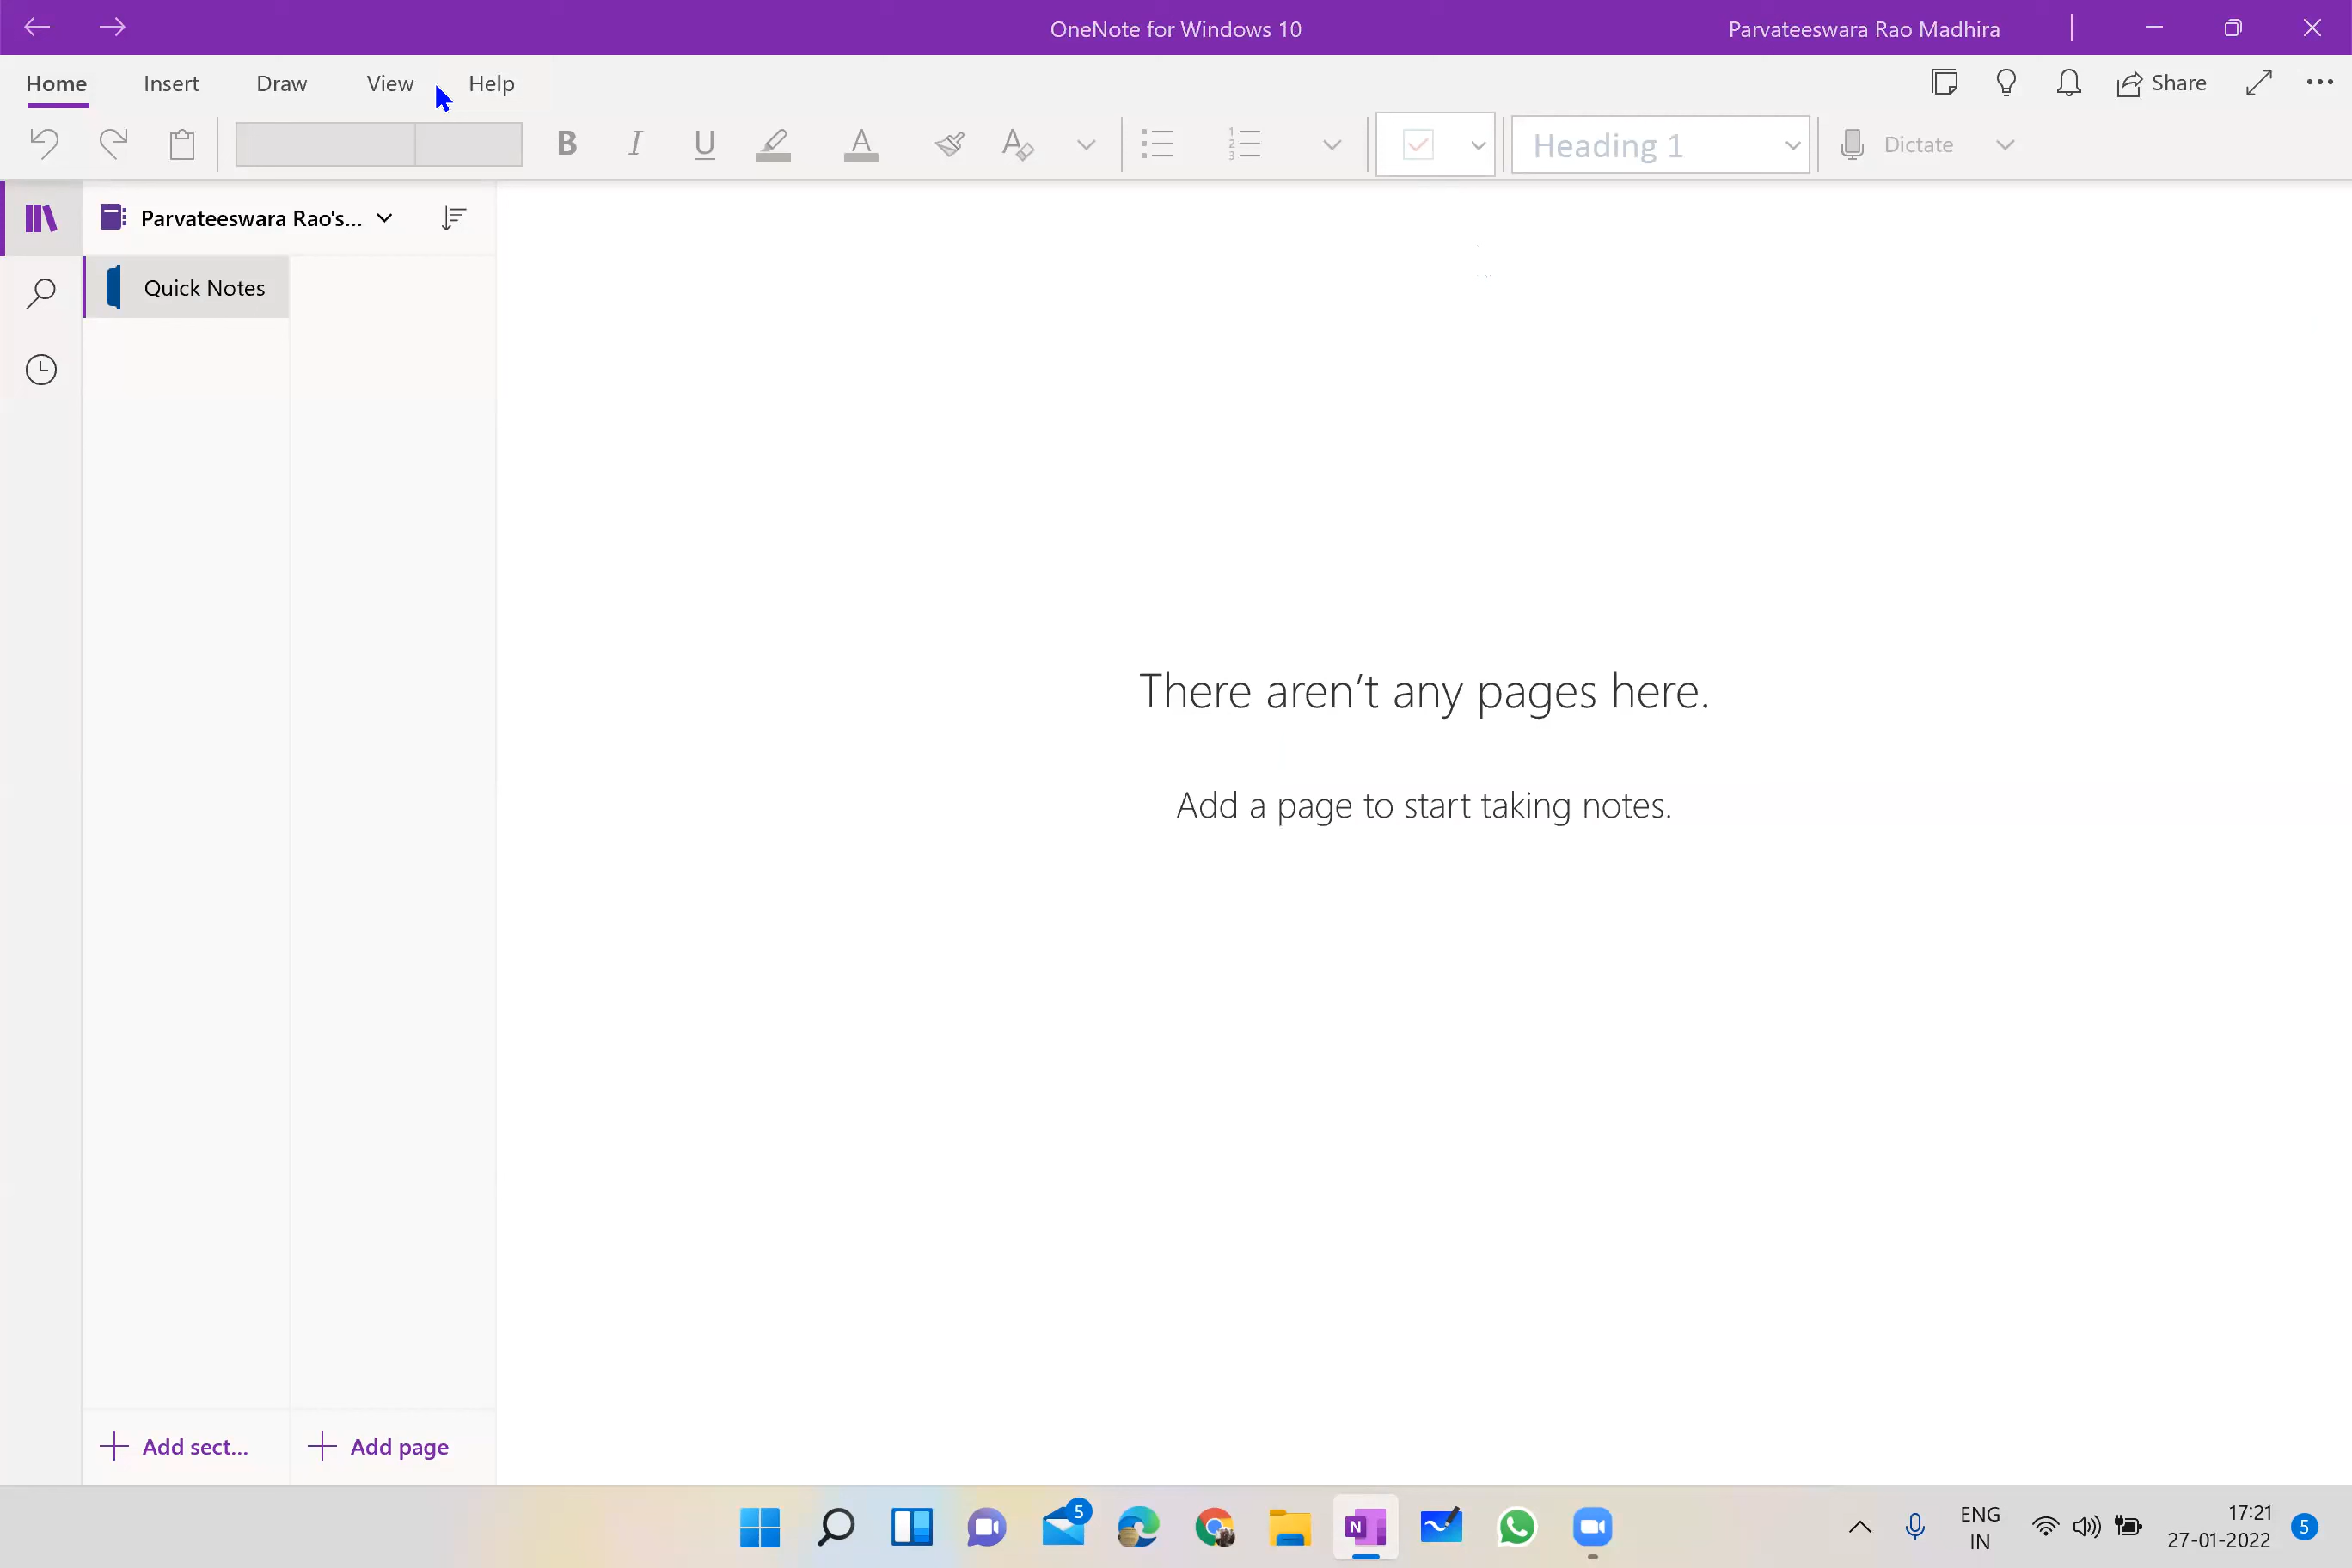 OneNote for Windows 10
Parvateeswara Rao Madhira
Home Insert Draw View Help
Share
B I U A A
Heading 1
Dictate
Parvateeswara Rao's...
Quick Notes
There aren't any pages here.
Add a page to start taking notes.
Add sect...
Add page
5
N
ENG
IN
17:21
27-01-2022
5